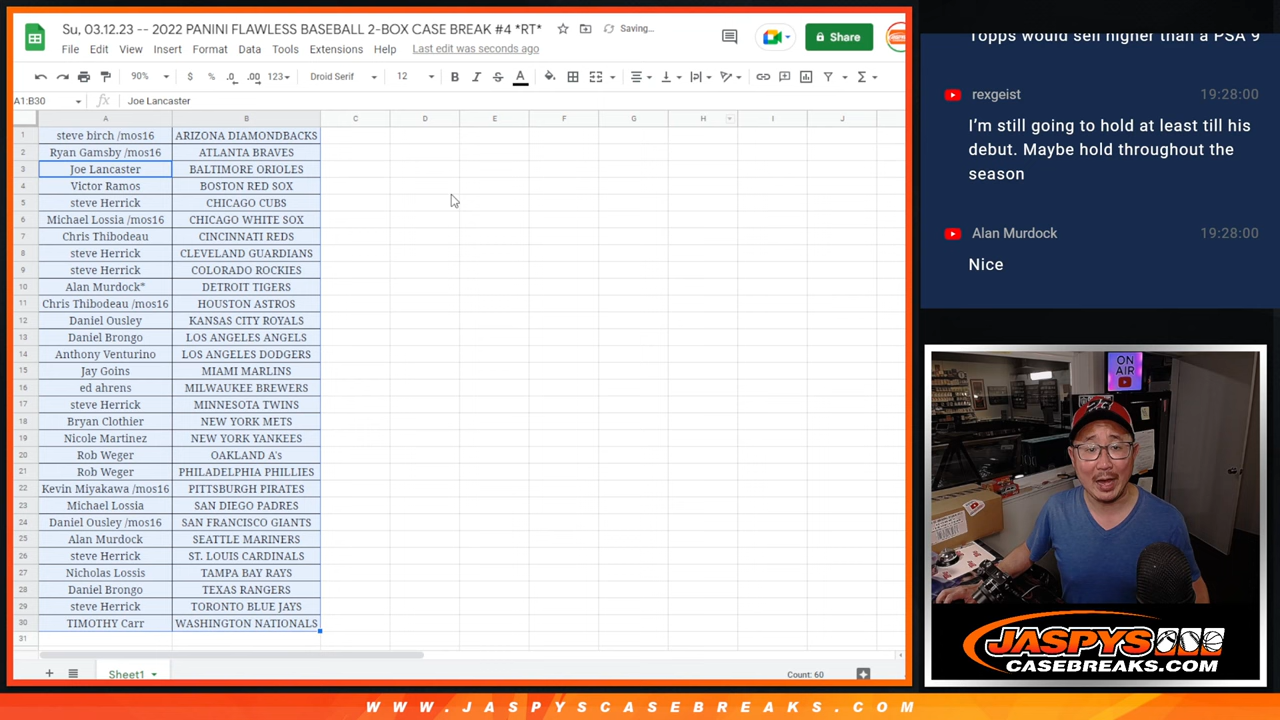 Su, 03.12.23 -- 2022 PANINI FLAWLESS BASEBALL 2-BOX CASE BREAK #4 *RT*
Saving...
File Edit View Insert Format Data Tools Extensions Help Last edit was seconds ago
Share
90% $ % .0 .00 123 Droid Serif 12 B I S A
A1:B30 fx Joe Lancaster
A B C D E F G H I J
1 steve birch /mos16 ARIZONA DIAMONDBACKS
2 Ryan Gamsby /mos16 ATLANTA BRAVES
3 Joe Lancaster BALTIMORE ORIOLES
4 Victor Ramos BOSTON RED SOX
5 steve Herrick CHICAGO CUBS
6 Michael Lossia /mos16 CHICAGO WHITE SOX
7 Chris Thibodeau CINCINNATI REDS
8 steve Herrick CLEVELAND GUARDIANS
9 steve Herrick COLORADO ROCKIES
10 Alan Murdock* DETROIT TIGERS
11 Chris Thibodeau /mos16 HOUSTON ASTROS
12 Daniel Ousley KANSAS CITY ROYALS
13 Daniel Brongo LOS ANGELES ANGELS
14 Anthony Venturino LOS ANGELES DODGERS
15 Jay Goins MIAMI MARLINS
16 ed ahrens MILWAUKEE BREWERS
17 steve Herrick MINNESOTA TWINS
18 Bryan Clothier NEW YORK METS
19 Nicole Martinez NEW YORK YANKEES
20 Rob Weger OAKLAND A's
21 Rob Weger PHILADELPHIA PHILLIES
22 Kevin Miyakawa /mos16 PITTSBURGH PIRATES
23 Michael Lossia SAN DIEGO PADRES
24 Daniel Ousley /mos16 SAN FRANCISCO GIANTS
25 Alan Murdock SEATTLE MARINERS
26 steve Herrick ST. LOUIS CARDINALS
27 Nicholas Lossis TAMPA BAY RAYS
28 Daniel Brongo TEXAS RANGERS
29 steve Herrick TORONTO BLUE JAYS
30 TIMOTHY Carr WASHINGTON NATIONALS
31
Sheet1
Count: 60
Topps would sell higher than a PSA 9
rexgeist 19:28:00
I'm still going to hold at least till his
debut. Maybe hold throughout the
season
Alan Murdock 19:28:00
Nice
ON
AIR
JASPYS
CASEBREAKS.COM
WWW.JASPYSCASEBREAKS.COM